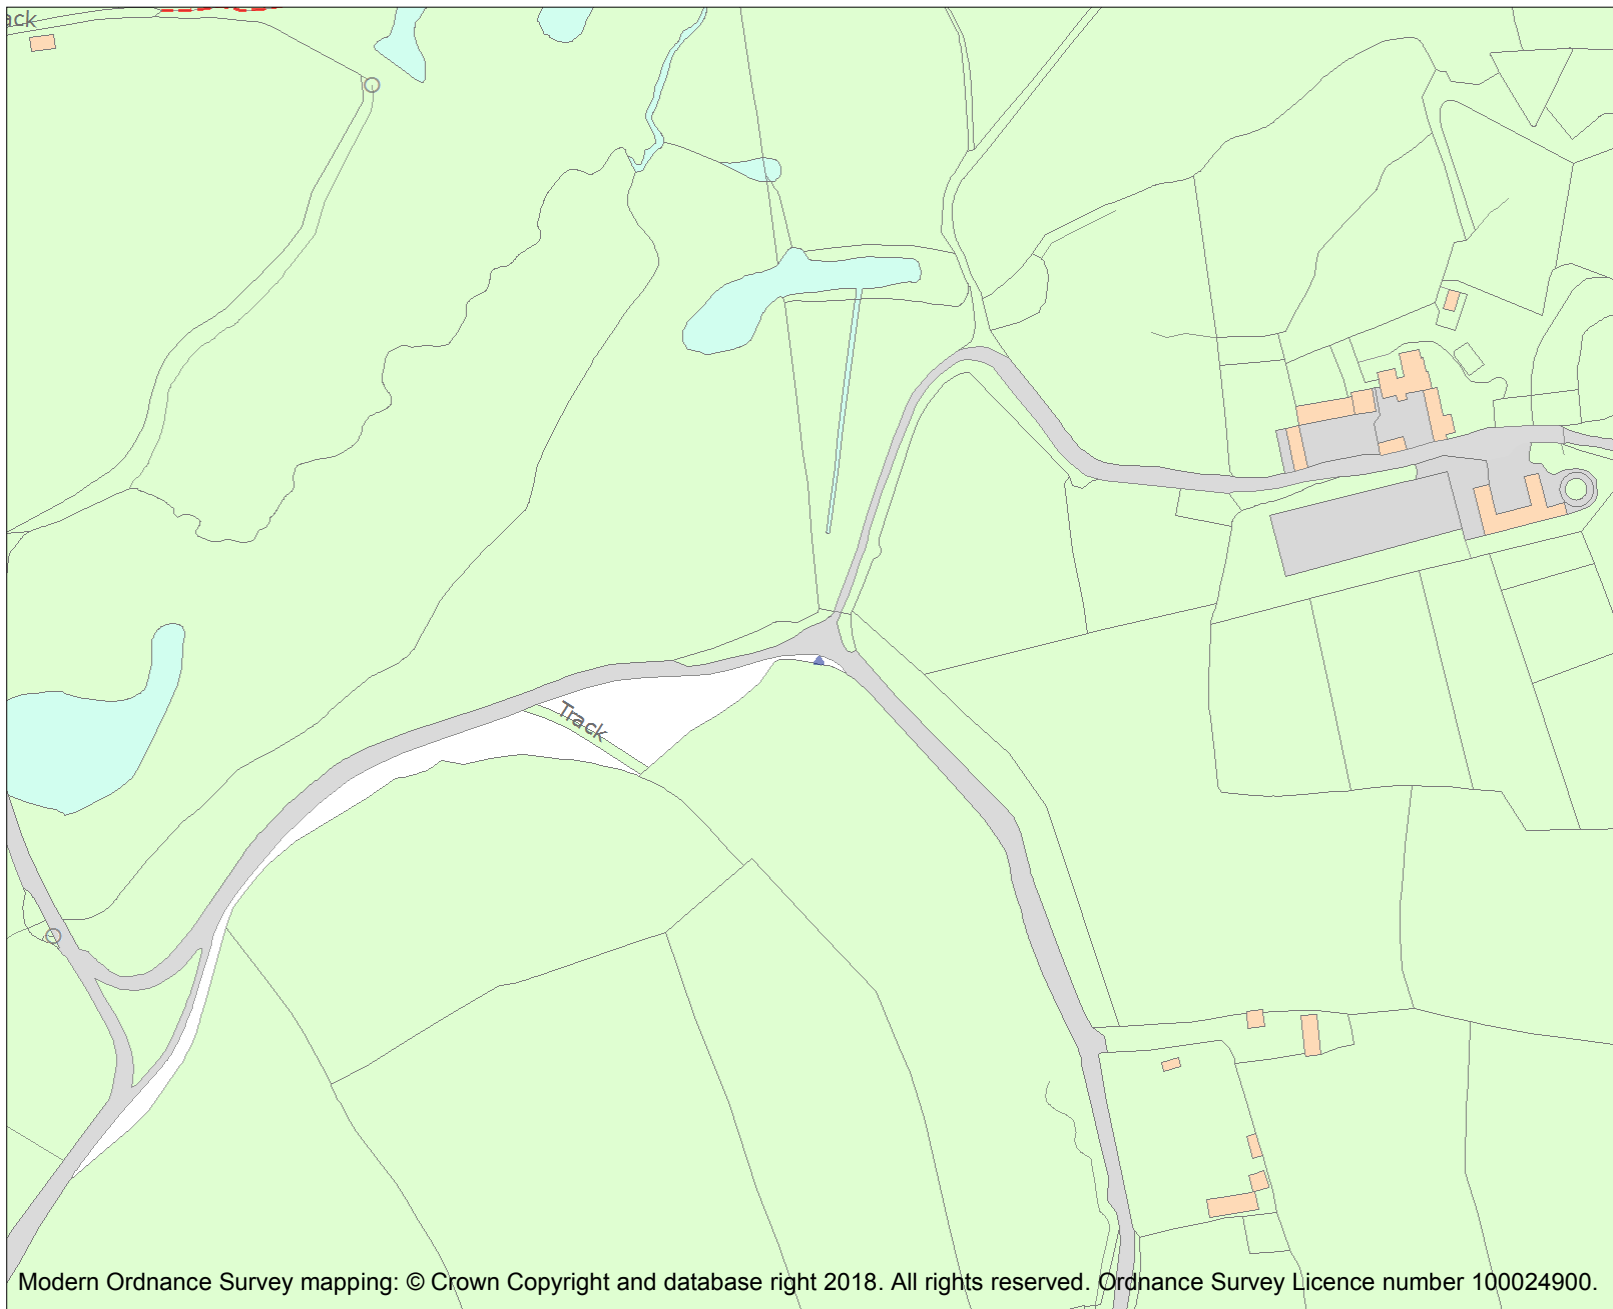 ack
Track
Modern Ordnance Survey mapping: © Crown Copyright and database right 2018. All rights reserved. Ordnance Survey Licence number 100024900.